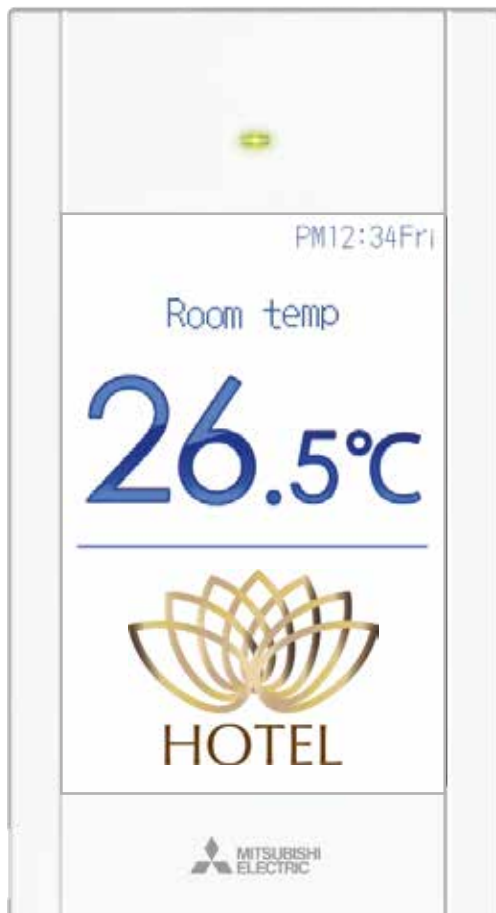 PM12:34Fri
Room temp
26.5℃
HOTEL
MITSUBISHI
ELECTRIC